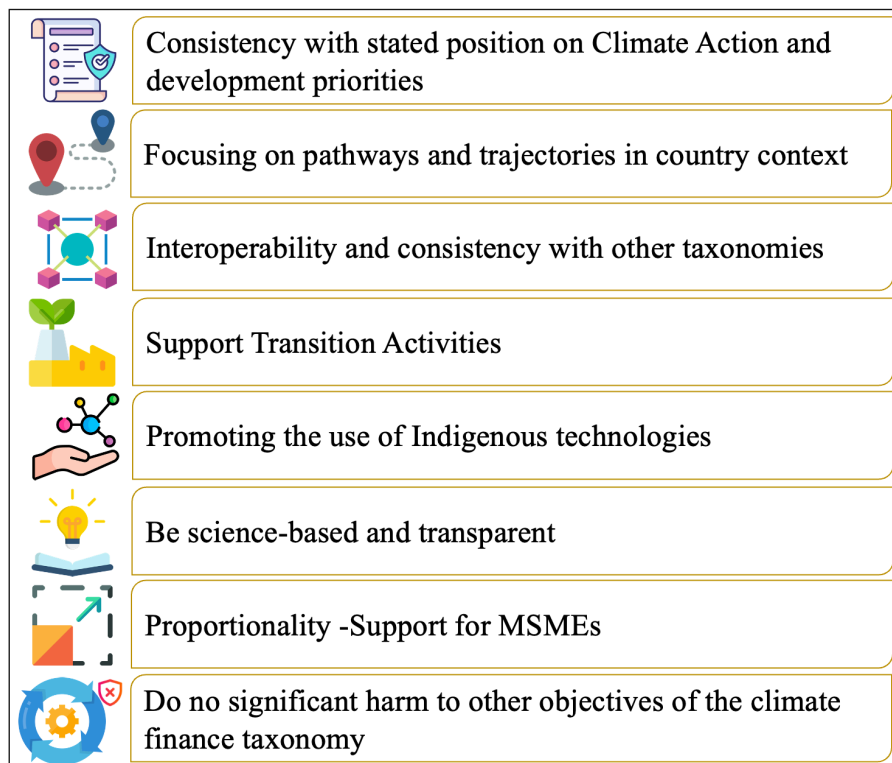 Consistency with stated position on Climate Action and
development priorities
Focusing on pathways and trajectories in country context
Interoperability and consistency with other taxonomies
Support Transition Activities
Promoting the use of Indigenous technologies
Be science-based and transparent
Proportionality -Support for MSMEs
Do no significant harm to other objectives of the climate
finance taxonomy